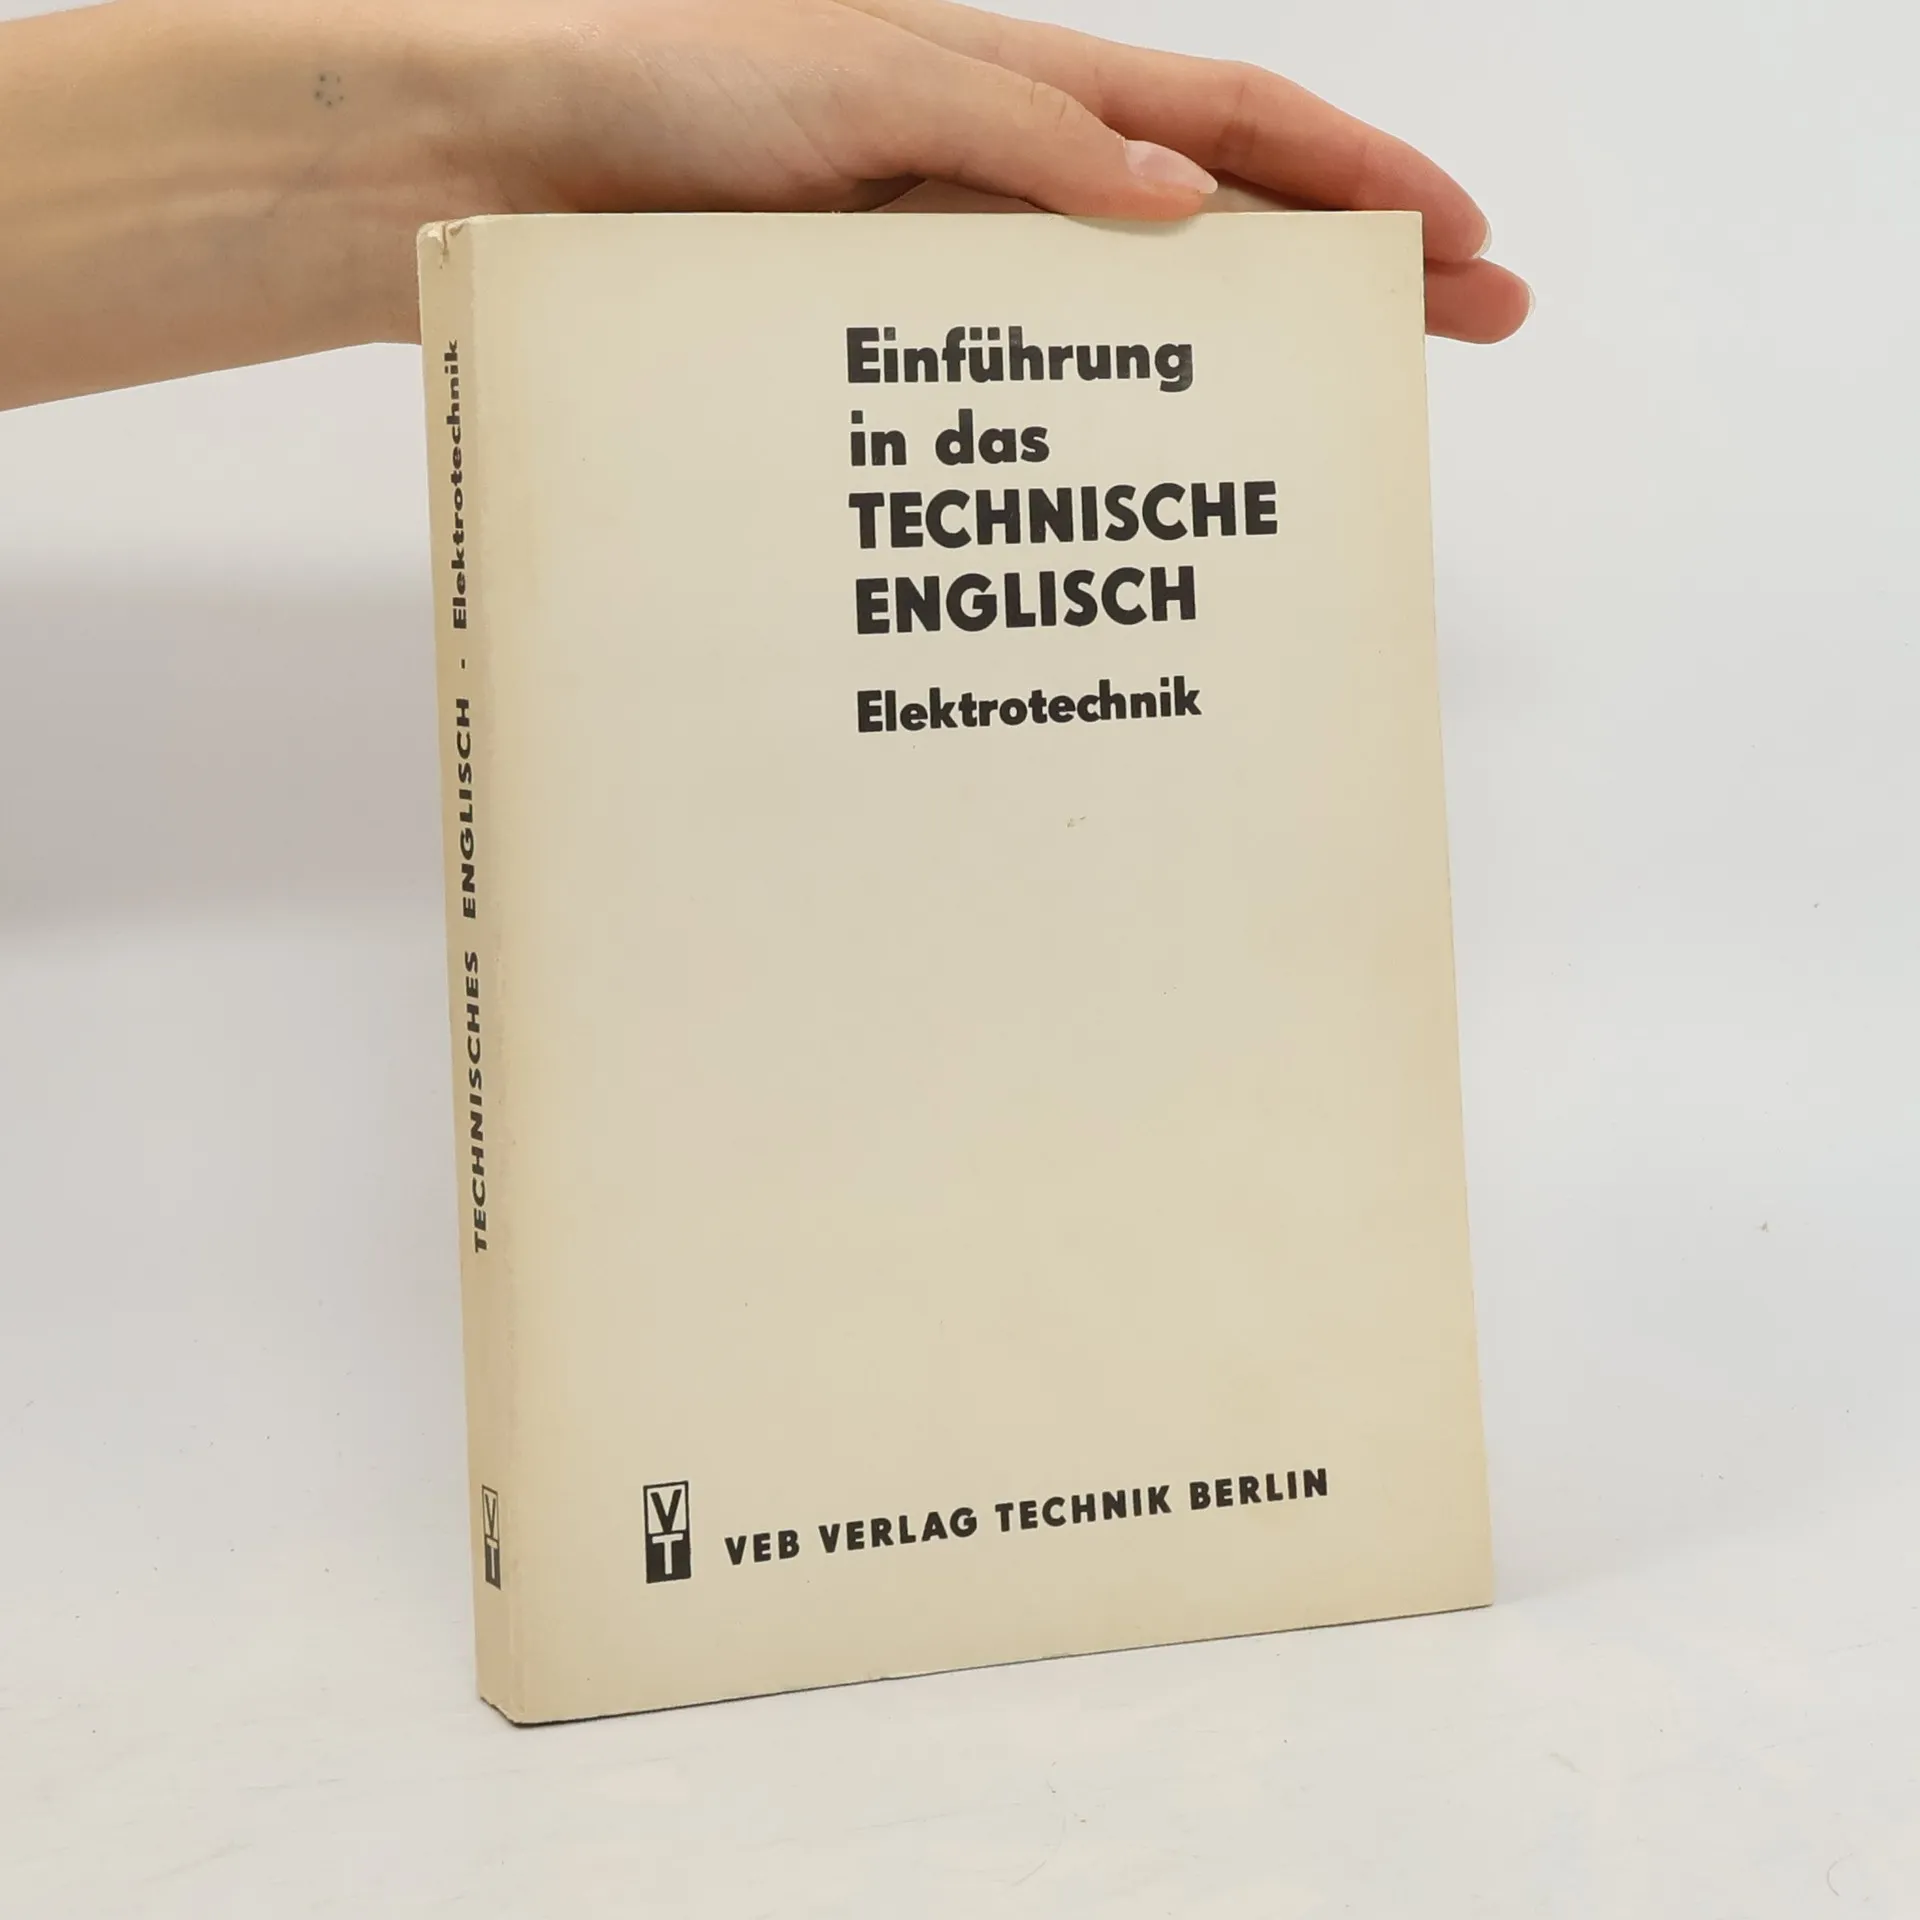 Einführung
in das
TECHNISCHE
ENGLISCH
Elektrotechnik
VT
VEB VERLAG TECHNIK BERLIN
TECHNISCHES ENGLISCH · Elektrotechnik
VT